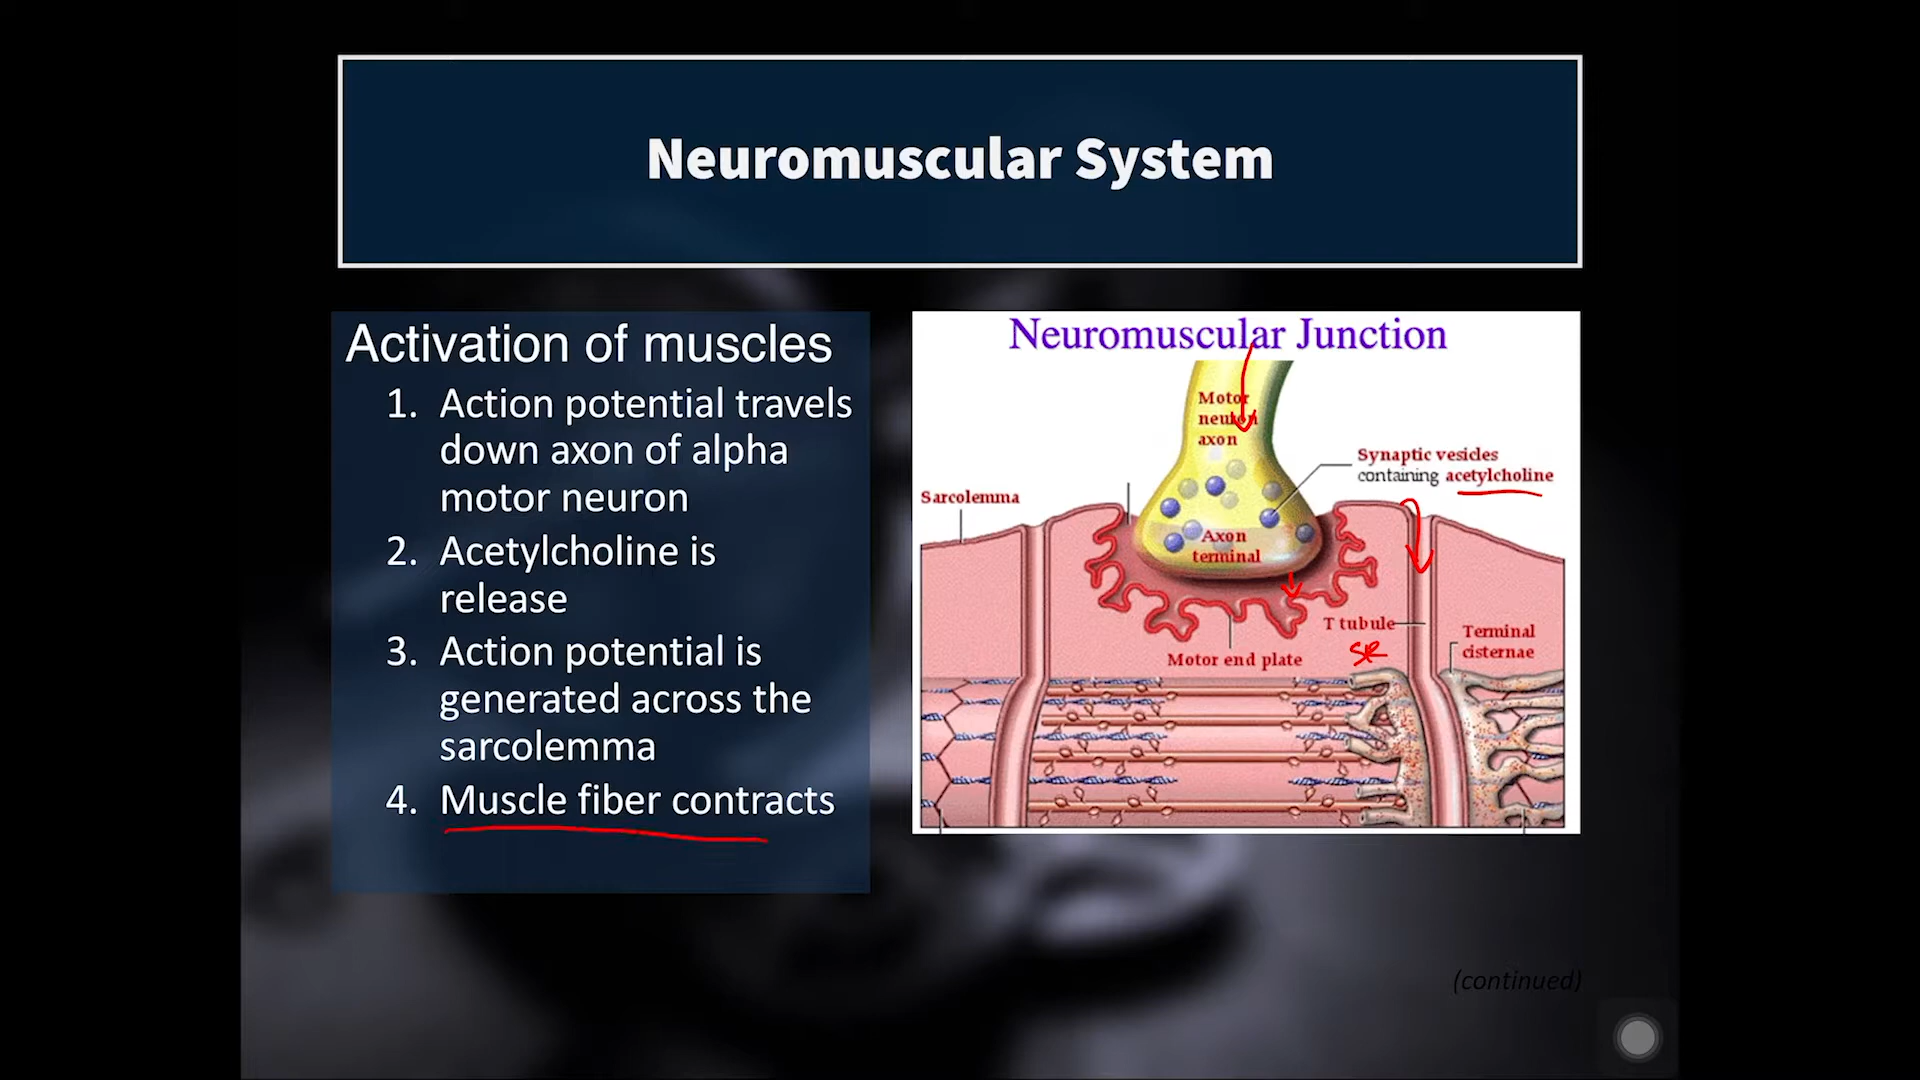 Neuromuscular System
Activation of muscles
1. Action potential travels
down axon of alpha
motor neuron
2. Acetylcholine is
release
3. Action potential is
generated across the
sarcolemma
4. Muscle fiber contracts
Neuromuscular Junction
Motor
neuron
axon
Synaptic vesicles
containing acetylcholine
Sarcolemma
Axon
terminal
T tubule
SR
Terminal
cisternae
Motor end plate
(continued)